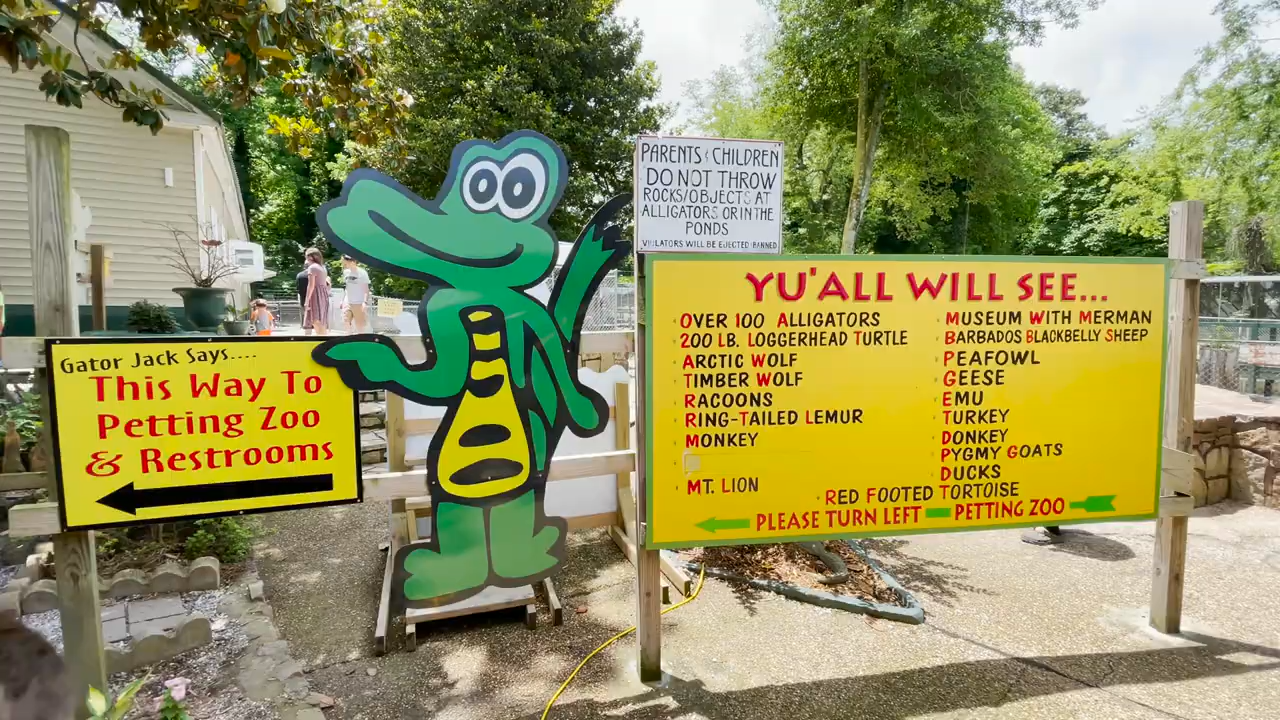 Gator Jack Says....
This Way To
Petting Zoo
& Restrooms
PARENTS & CHILDREN
DO NOT THROW
ROCKS/OBJECTS AT
ALLIGATORS OR IN THE
PONDS
VIOLATORS WILL BE EJECTED/BANNED
YU'ALL WILL SEE...
OVER 100 ALLIGATORS
200 LB. LOGGERHEAD TURTLE
ARCTIC WOLF
TIMBER WOLF
RACOONS
RING-TAILED LEMUR
MONKEY
MT. LION
MUSEUM WITH MERMAN
BARBADOS BLACKBELLY SHEEP
PEAFOWL
GEESE
EMU
TURKEY
DONKEY
PYGMY GOATS
DUCKS
RED FOOTED TORTOISE
PLEASE TURN LEFT PETTING ZOO